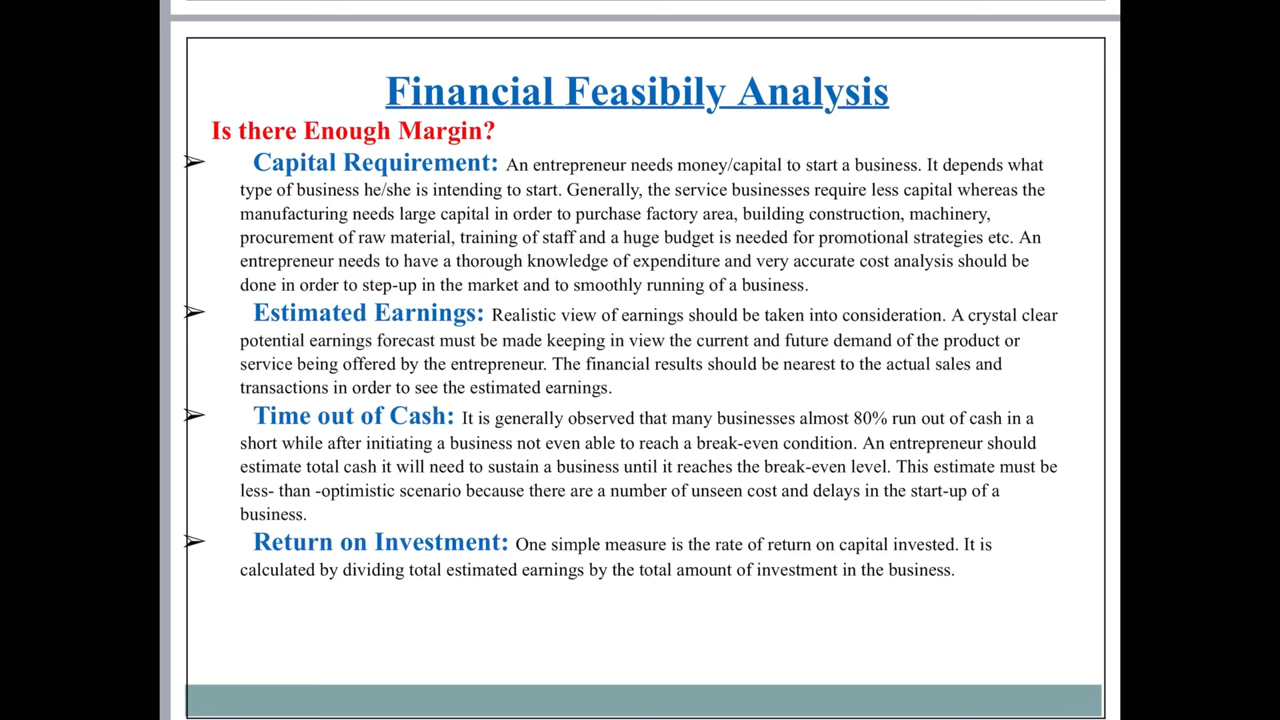 Financial Feasibily Analysis
Is there Enough Margin?
➢ Capital Requirement: An entrepreneur needs money/capital to start a business. It depends what
type of business he/she is intending to start. Generally, the service businesses require less capital whereas the
manufacturing needs large capital in order to purchase factory area, building construction, machinery,
procurement of raw material, training of staff and a huge budget is needed for promotional strategies etc. An
entrepreneur needs to have a thorough knowledge of expenditure and very accurate cost analysis should be
done in order to step-up in the market and to smoothly running of a business.
➢ Estimated Earnings: Realistic view of earnings should be taken into consideration. A crystal clear
potential earnings forecast must be made keeping in view the current and future demand of the product or
service being offered by the entrepreneur. The financial results should be nearest to the actual sales and
transactions in order to see the estimated earnings.
➢ Time out of Cash: It is generally observed that many businesses almost 80% run out of cash in a
short while after initiating a business not even able to reach a break-even condition. An entrepreneur should
estimate total cash it will need to sustain a business until it reaches the break-even level. This estimate must be
less- than -optimistic scenario because there are a number of unseen cost and delays in the start-up of a
business.
➢ Return on Investment: One simple measure is the rate of return on capital invested. It is
calculated by dividing total estimated earnings by the total amount of investment in the business.